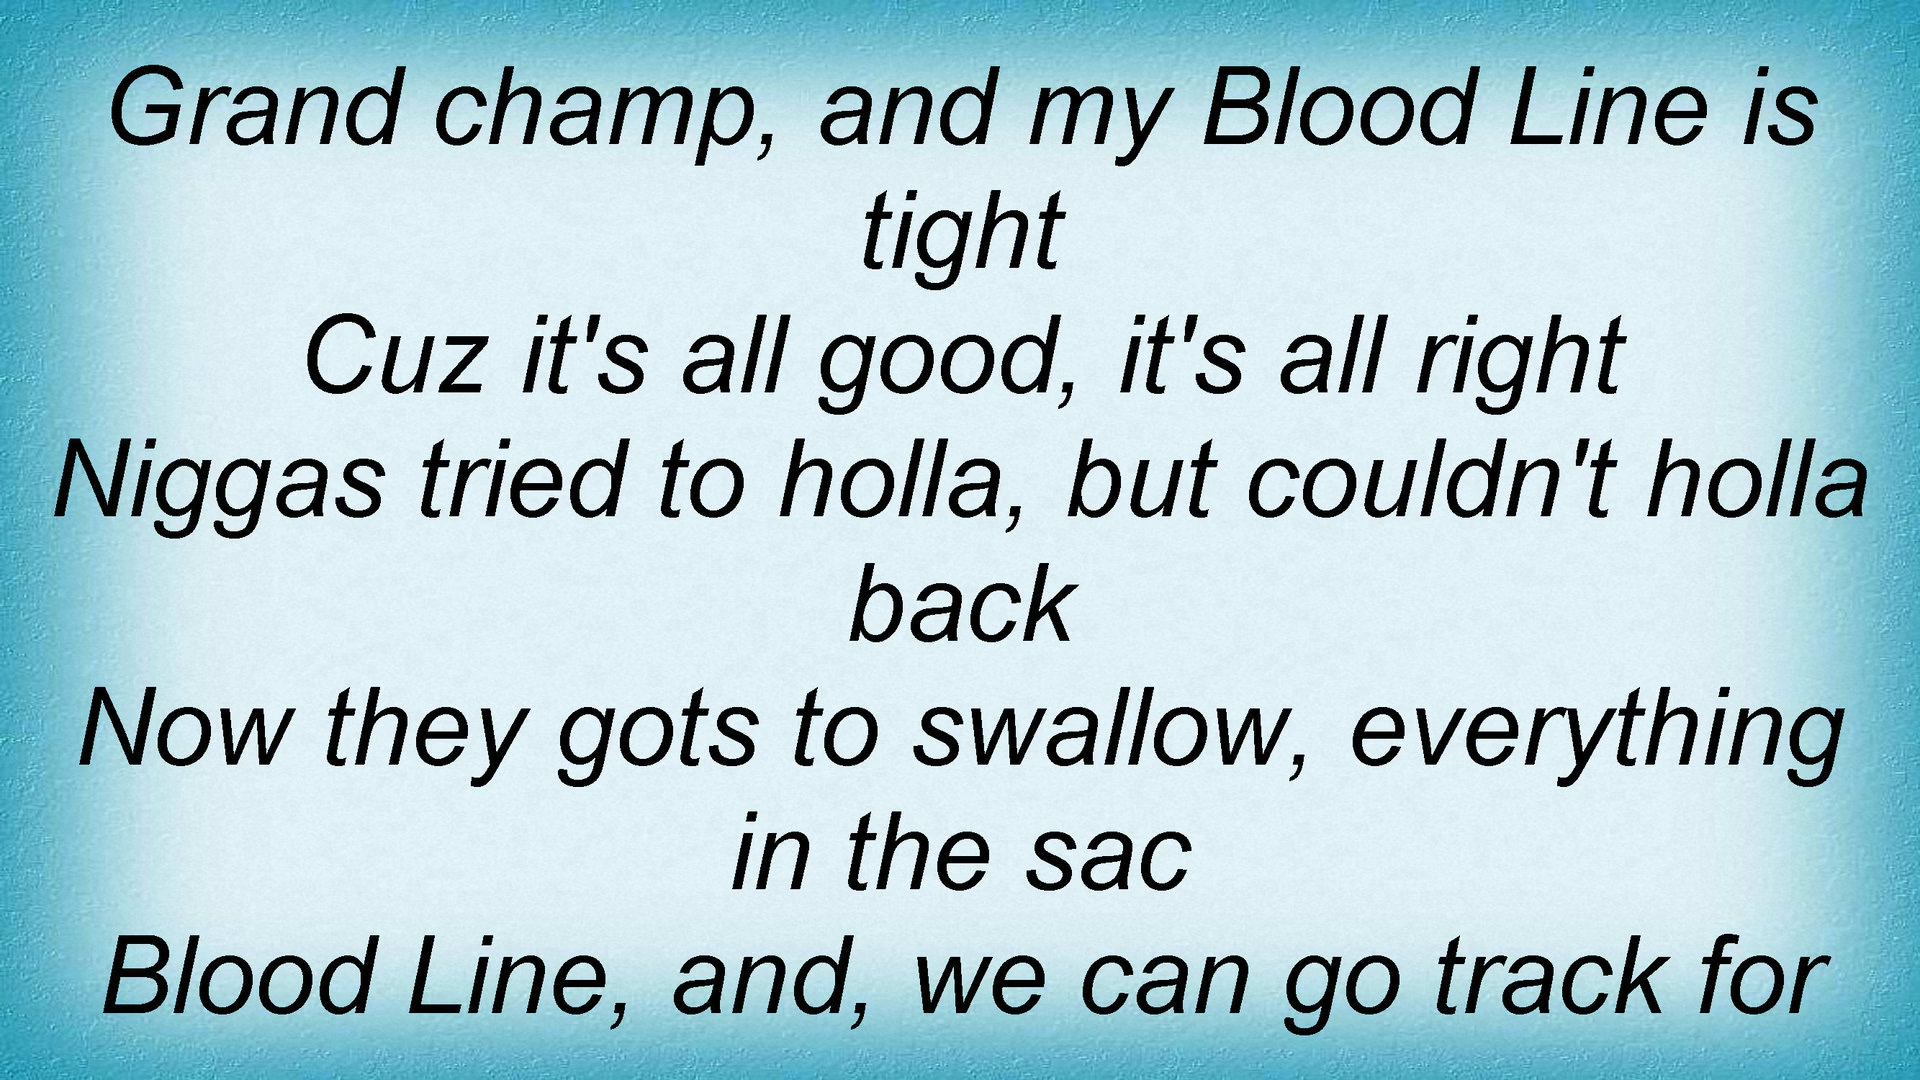 Grand champ, and my Blood Line is
tight
Cuz it's all good, it's all right
Niggas tried to holla, but couldn't holla
back
Now they gots to swallow, everything
in the sac
Blood Line, and, we can go track for